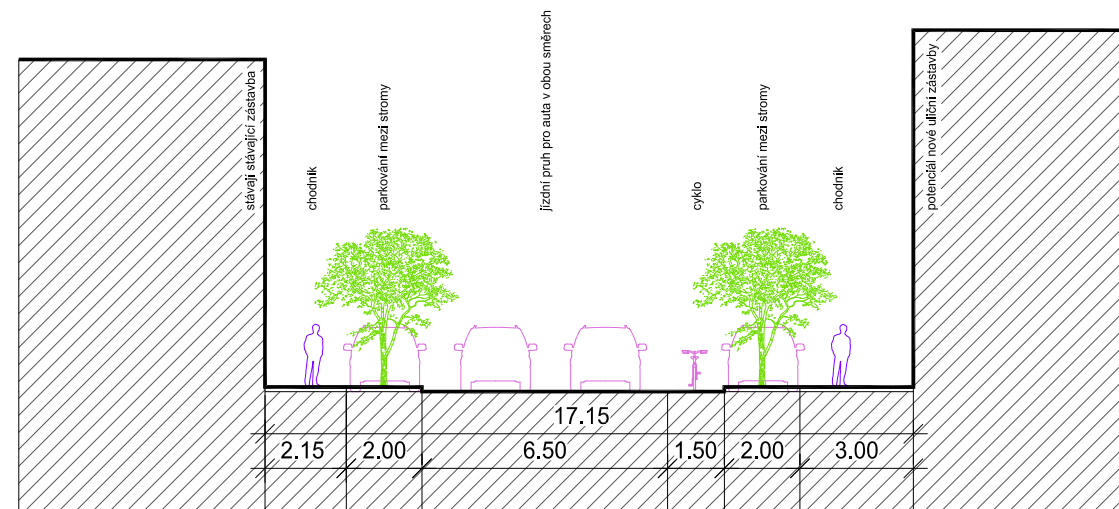 stávají stávající zástavba
chodník
parkování mezi stromy
jízdní pruh pro auta v obou směrech
cyklo
parkování mezi stromy
chodník
potenciál nové uliční zástavby
17.15
2.15
2.00
6.50
1.50
2.00
3.00